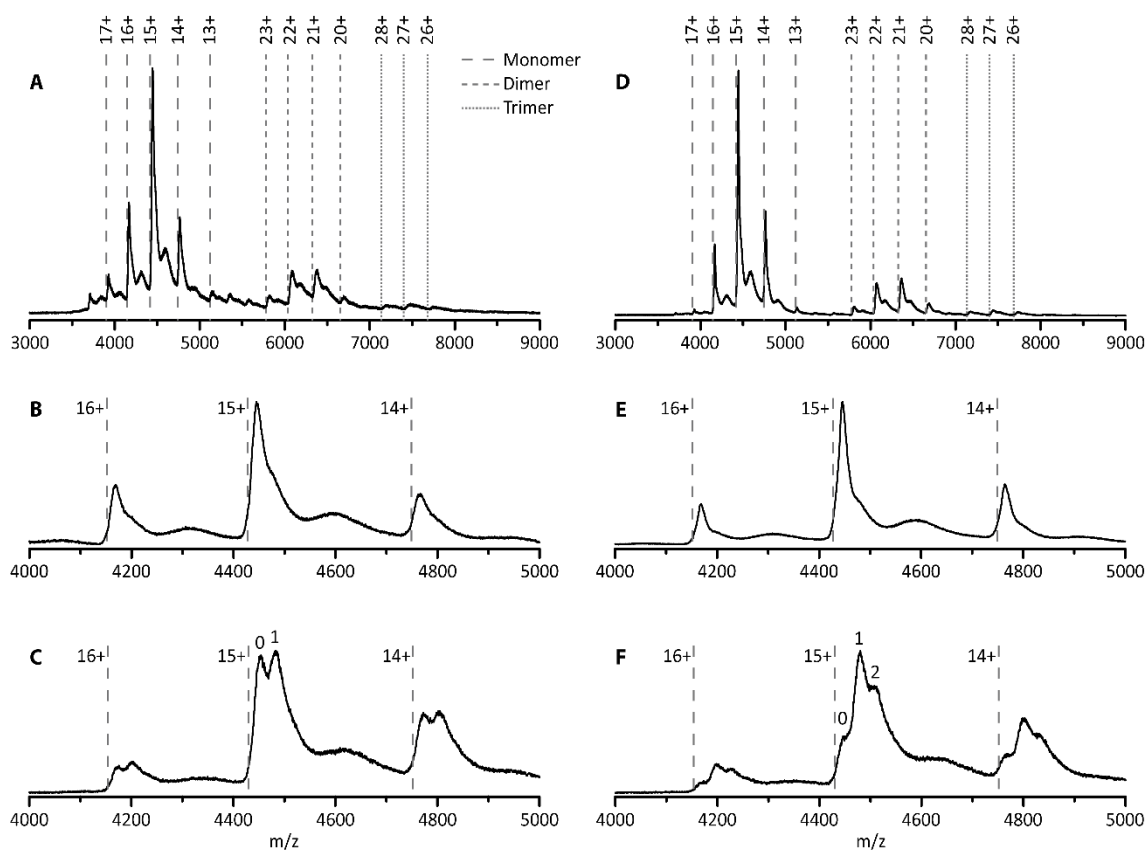 17+ 16+ 15+ 14+ 13+ 23+ 22+ 21+ 20+ 28+ 27+ 26+
A
Monomer
Dimer
Trimer
3000 4000 5000 6000 7000 8000 9000
17+ 16+ 15+ 14+ 13+ 23+ 22+ 21+ 20+ 28+ 27+ 26+
D
3000 4000 5000 6000 7000 8000 9000
B 16+ 15+ 14+
4000 4200 4400 4600 4800 5000
E 16+ 15+ 14+
4000 4200 4400 4600 4800 5000
C 16+ 15+ 0 1 14+
4000 4200 4400 4600 4800 5000
m/z
F 16+ 15+ 0 1 2 14+
4000 4200 4400 4600 4800 5000
m/z